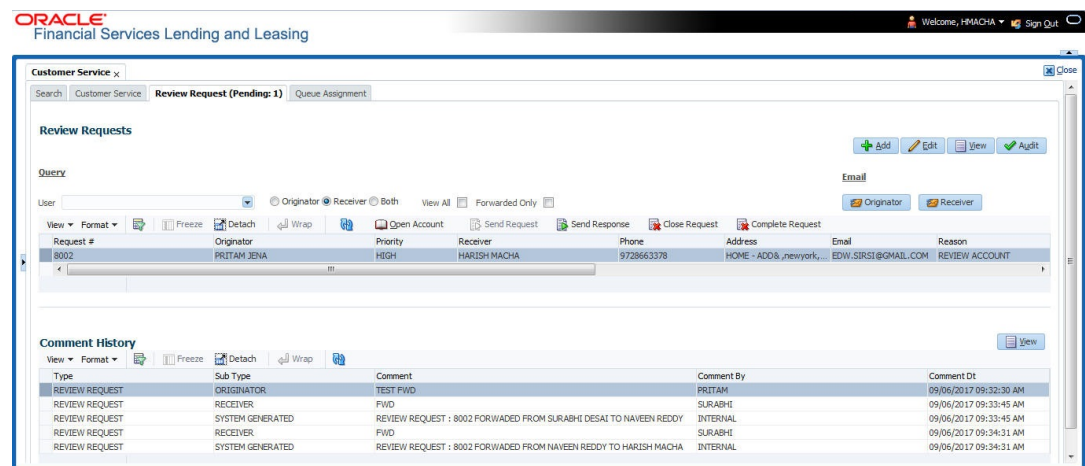 ORACLE®
Financial Services Lending and Leasing
Welcome, HMACHA Sign Out
Customer Service x
Close
Search Customer Service Review Request (Pending: 1) Queue Assignment
Review Requests
Add Edit View Audit
Query
Email
User Originator Receiver Both View All Forwarded Only
Originator Receiver
View Format Freeze Detach Wrap Open Account Send Request Send Response Close Request Complete Request
Request # Originator Priority Receiver Phone Address Email Reason
8002 PRITAM JENA HIGH HARISH MACHA 9728663378 HOME - ADD& ,newyork,... EDW.SIRSI@GMAIL.COM REVIEW ACCOUNT
Comment History
View
View Format Freeze Detach Wrap
Type Sub Type Comment Comment By Comment Dt
REVIEW REQUEST ORIGINATOR TEST FWD PRITAM 09/06/2017 09:32:30 AM
REVIEW REQUEST RECEIVER FWD SURABHI 09/06/2017 09:33:45 AM
REVIEW REQUEST SYSTEM GENERATED REVIEW REQUEST : 8002 FORWADED FROM SURABHI DESAI TO NAVEEN REDDY INTERNAL 09/06/2017 09:33:45 AM
REVIEW REQUEST RECEIVER FWD SURABHI 09/06/2017 09:34:31 AM
REVIEW REQUEST SYSTEM GENERATED REVIEW REQUEST : 8002 FORWADED FROM NAVEEN REDDY TO HARISH MACHA INTERNAL 09/06/2017 09:34:31 AM